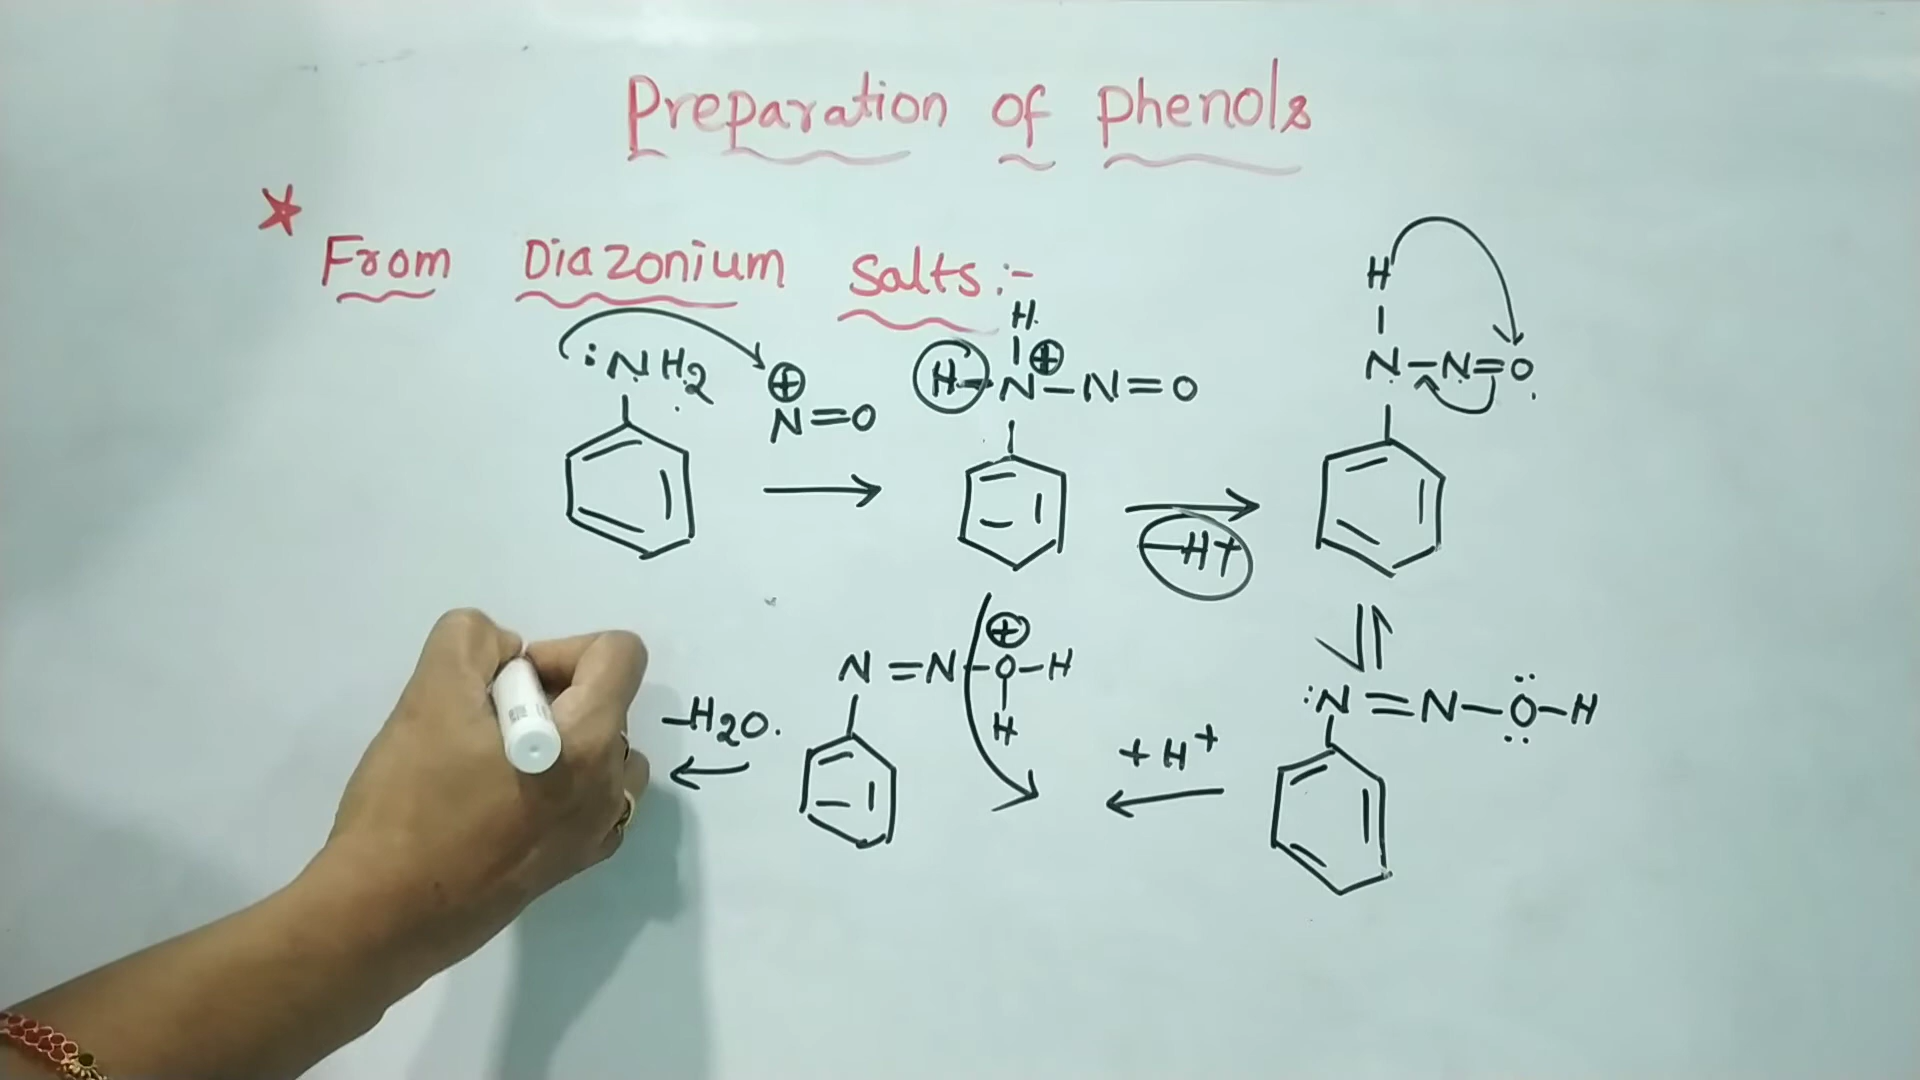 Preparation of phenols
From Diazonium Salts:-
:NH2
⊕
N=O
H
H-N⊕-N=O
-H+
H
N-N=O
:N=N-Ö-H
+H+
N=N-O⊕-H
H
-H2O.